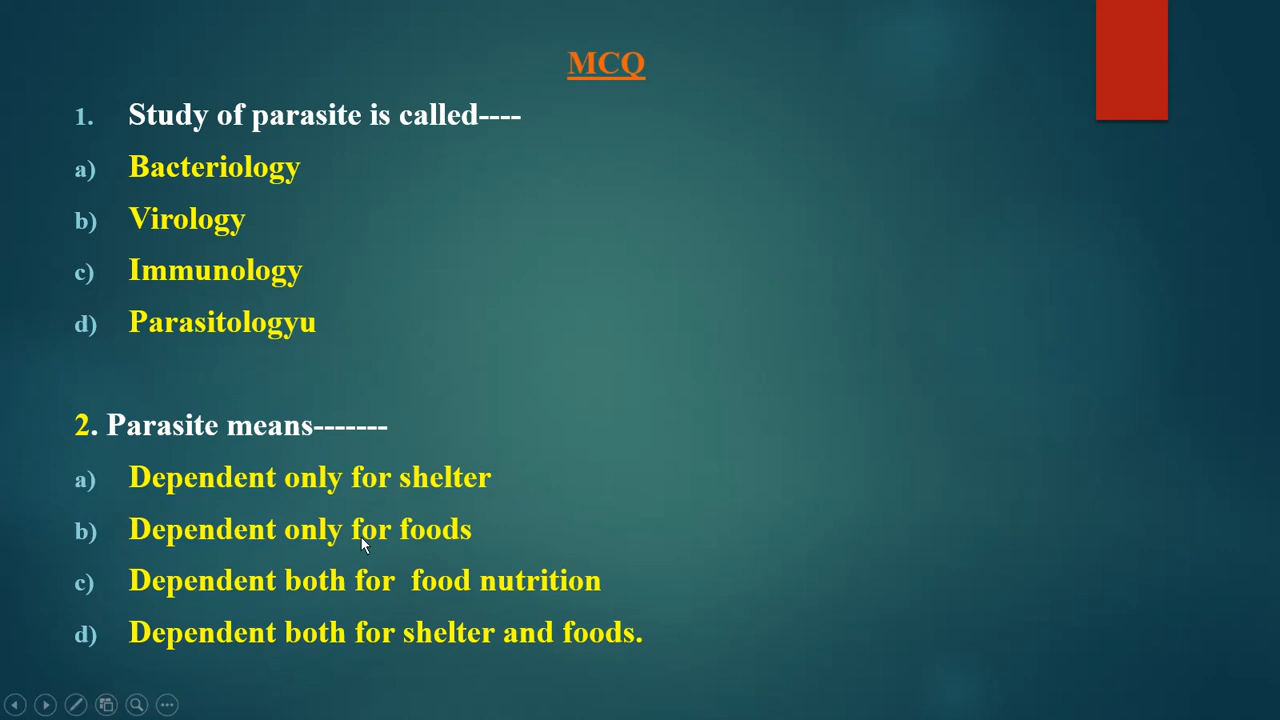 MCQ
1. Study of parasite is called----
a) Bacteriology
b) Virology
c) Immunology
d) Parasitologyu
2. Parasite means-------
a) Dependent only for shelter
b) Dependent only for foods
c) Dependent both for  food nutrition
d) Dependent both for shelter and foods.